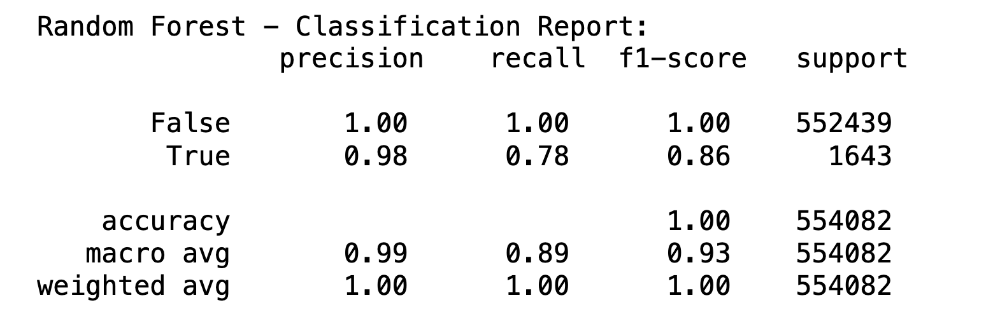 Random Forest - Classification Report:
precision recall f1-score support
False 1.00 1.00 1.00 552439
True 0.98 0.78 0.86 1643
accuracy 1.00 554082
macro avg 0.99 0.89 0.93 554082
weighted avg 1.00 1.00 1.00 554082